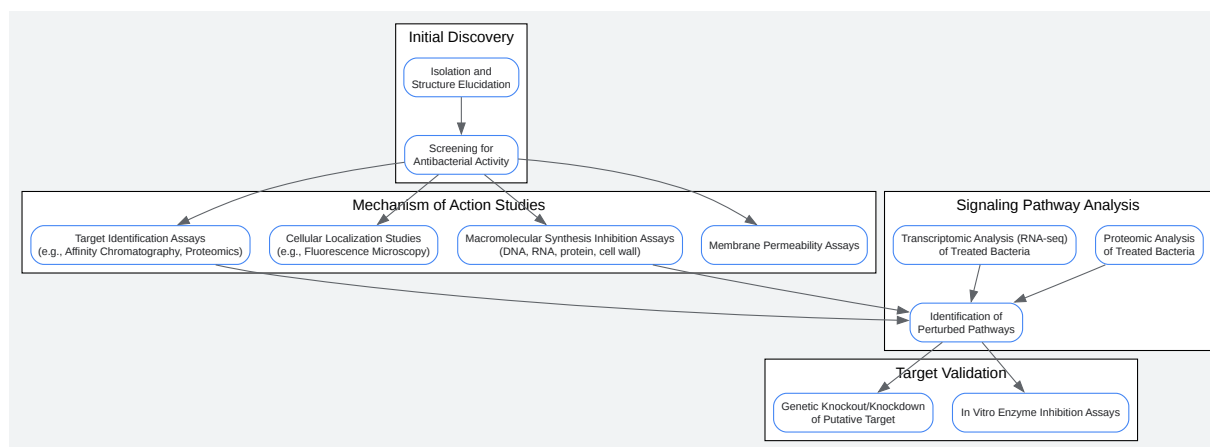 Initial Discovery
Isolation and
Structure Elucidation
Screening for
Antibacterial Activity
Mechanism of Action Studies
Target Identification Assays
(e.g., Affinity Chromatography, Proteomics)
Cellular Localization Studies
(e.g., Fluorescence Microscopy)
Macromolecular Synthesis Inhibition Assays
(DNA, RNA, protein, cell wall)
Membrane Permeability Assays
Signaling Pathway Analysis
Transcriptomic Analysis (RNA-seq)
of Treated Bacteria
Proteomic Analysis
of Treated Bacteria
Identification of
Perturbed Pathways
Target Validation
Genetic Knockout/Knockdown
of Putative Target
In Vitro Enzyme Inhibition Assays